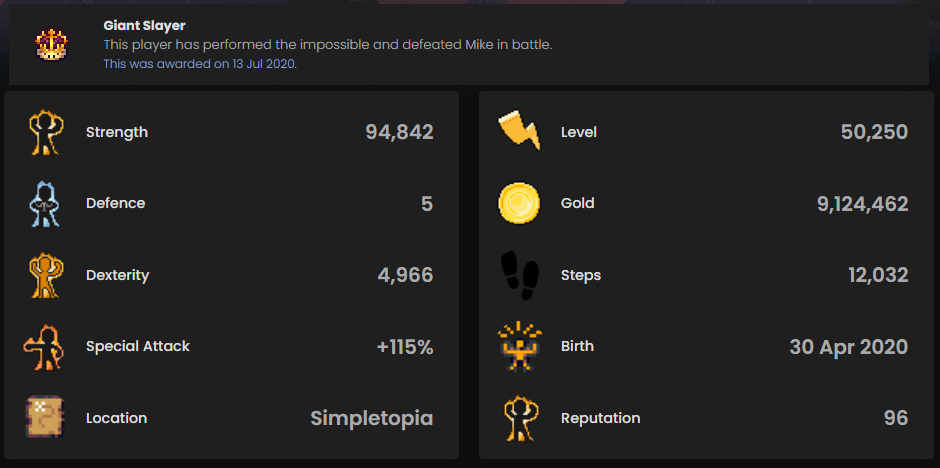 Giant Slayer
This player has performed the impossible and defeated Mike in battle.
This was awarded on 13 Jul 2020.
Strength 94,842
Defence 5
Dexterity 4,966
Special Attack +115%
Location Simpletopia
Level 50,250
Gold 9,124,462
Steps 12,032
Birth 30 Apr 2020
Reputation 96